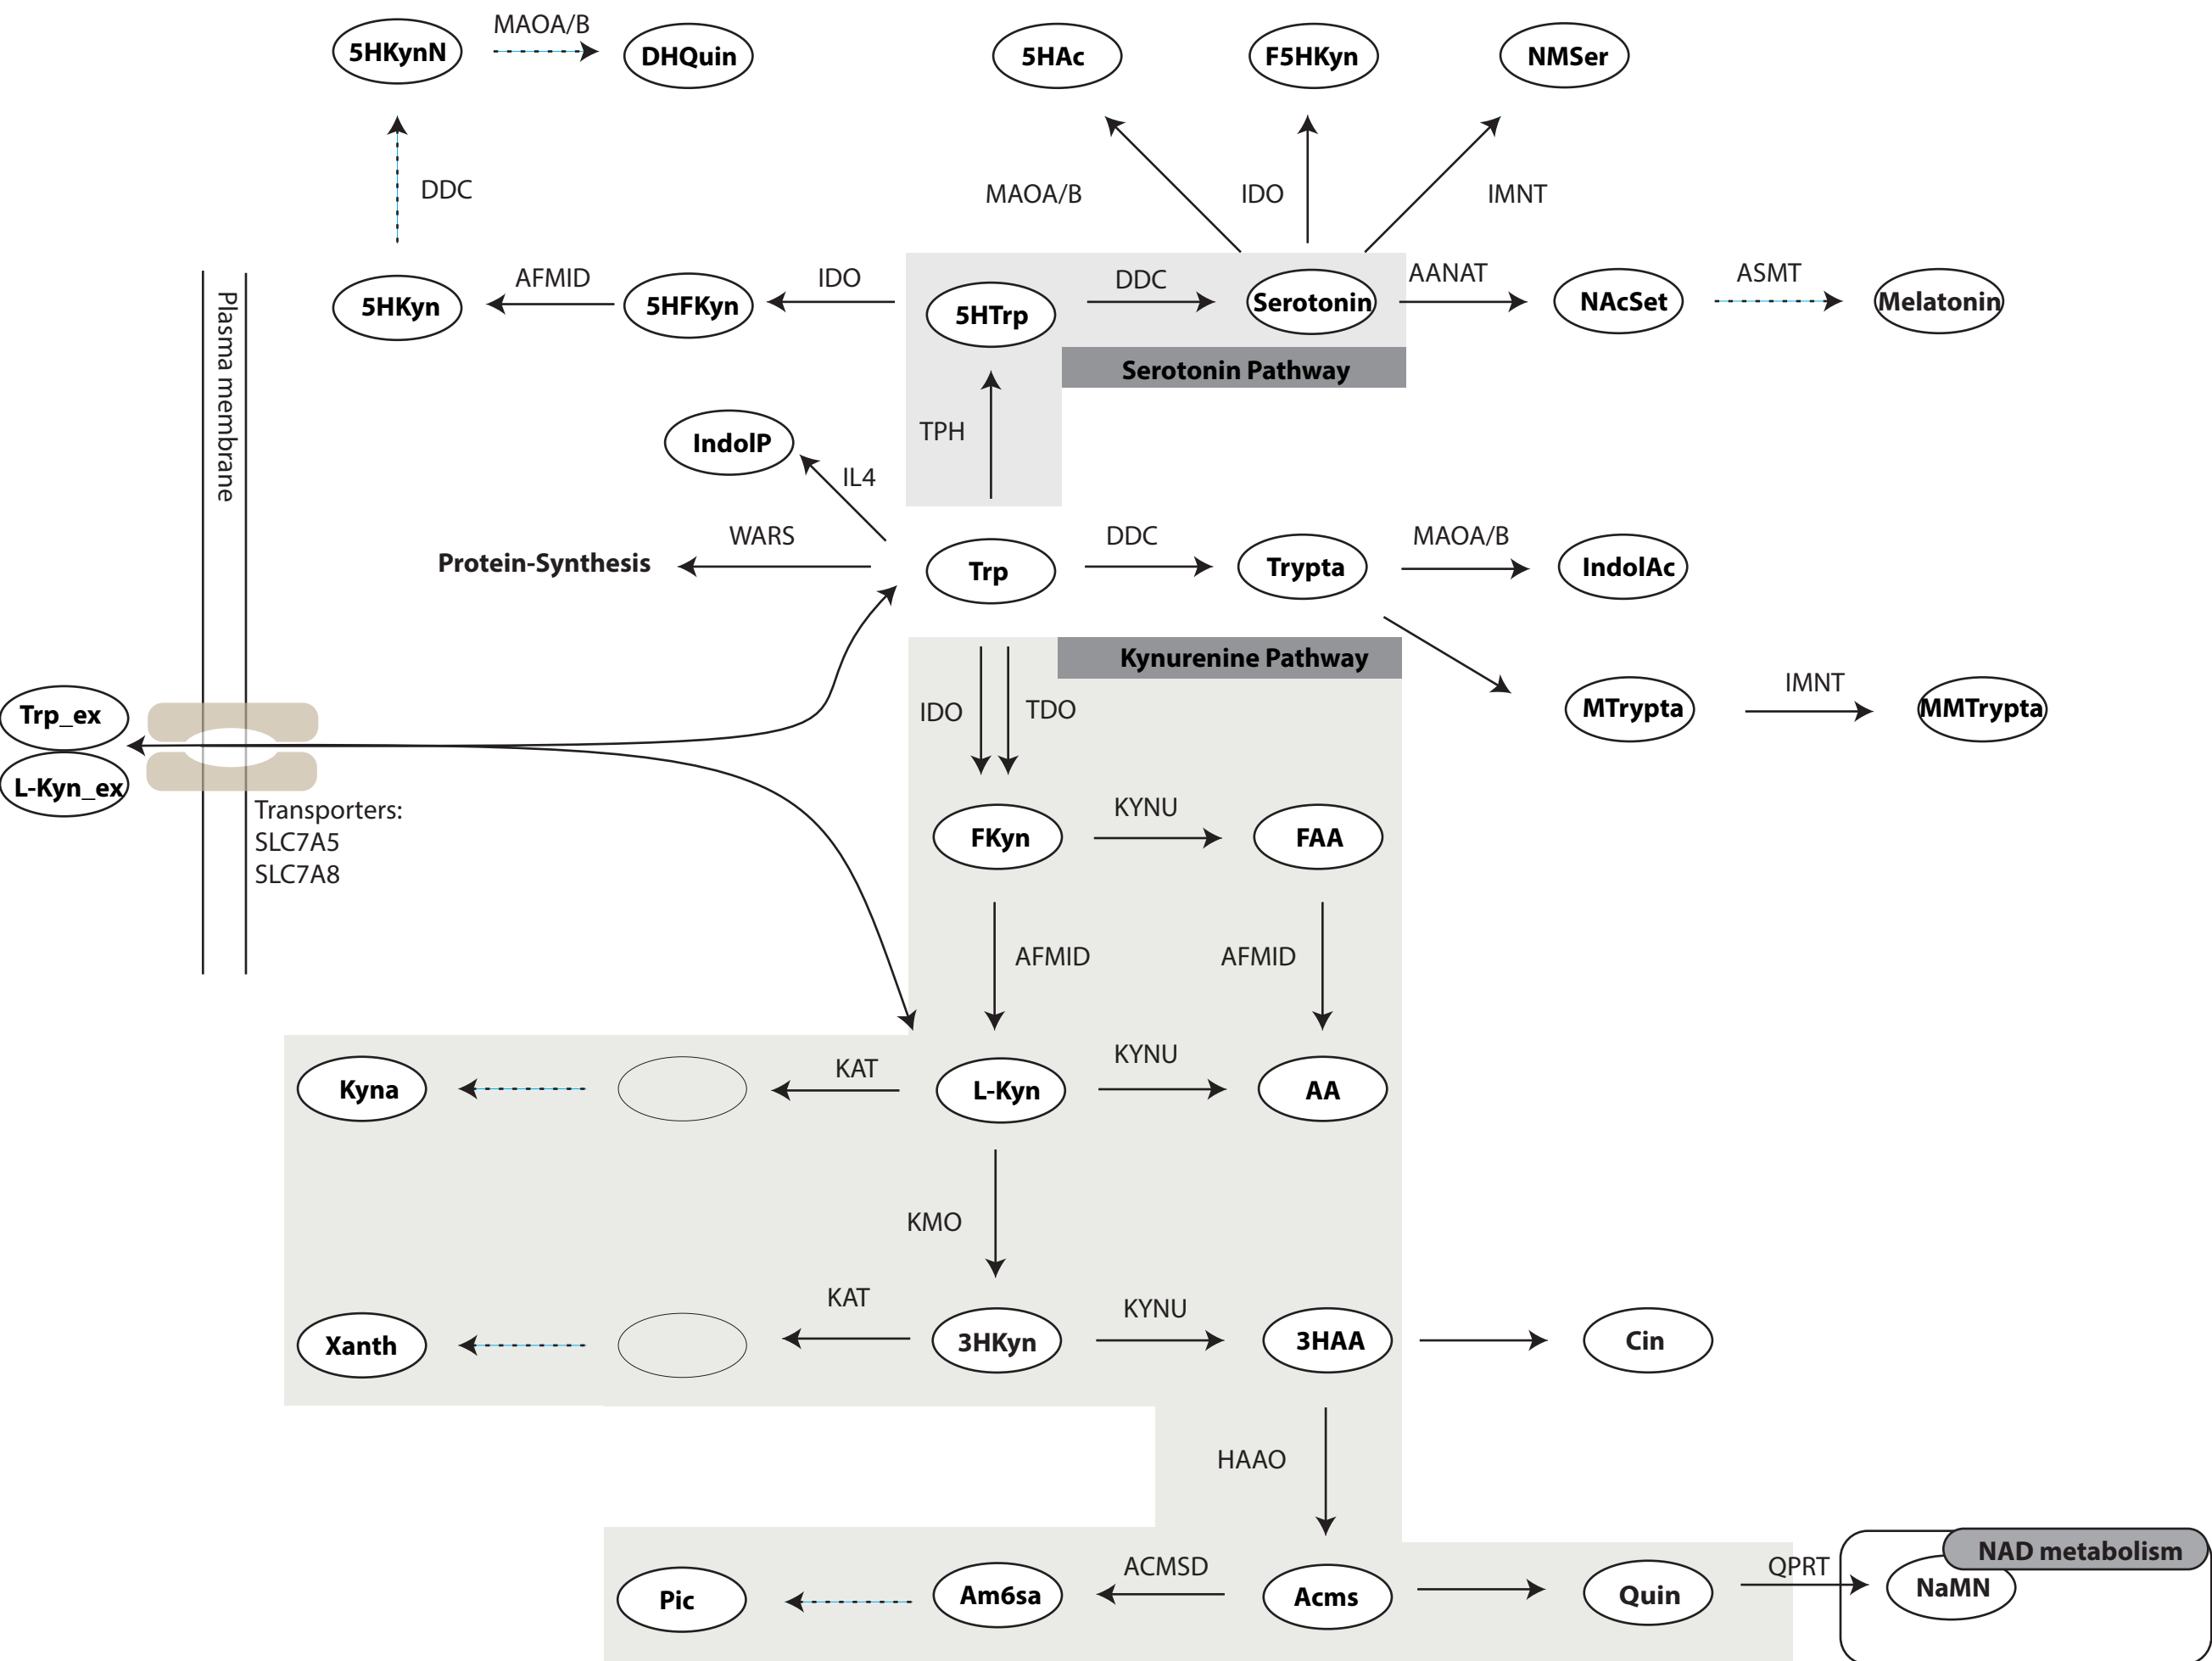 MAOA/B
5HKynN
DHQuin
5HAc
F5HKyn
NMSer
DDC
MAOA/B
IDO
IMNT
AFMID
IDO
DDC
AANAT
ASMT
5HKyn
5HFKyn
5HTrp
Serotonin
NAcSet
Melatonin
Plasma membrane
Serotonin Pathway
IndolP
TPH
IL4
WARS
DDC
MAOA/B
Protein-Synthesis
Trp
Trypta
IndolAc
Kynurenine Pathway
IDO
TDO
IMNT
MTrypta
MMTrypta
Trp_ex
L-Kyn_ex
Transporters:
SLC7A5
SLC7A8
KYNU
FKyn
FAA
AFMID
AFMID
KAT
KYNU
Kyna
L-Kyn
AA
KMO
KAT
KYNU
Xanth
3HKyn
3HAA
Cin
HAAO
NAD metabolism
ACMSD
QPRT
Pic
Am6sa
Acms
Quin
NaMN